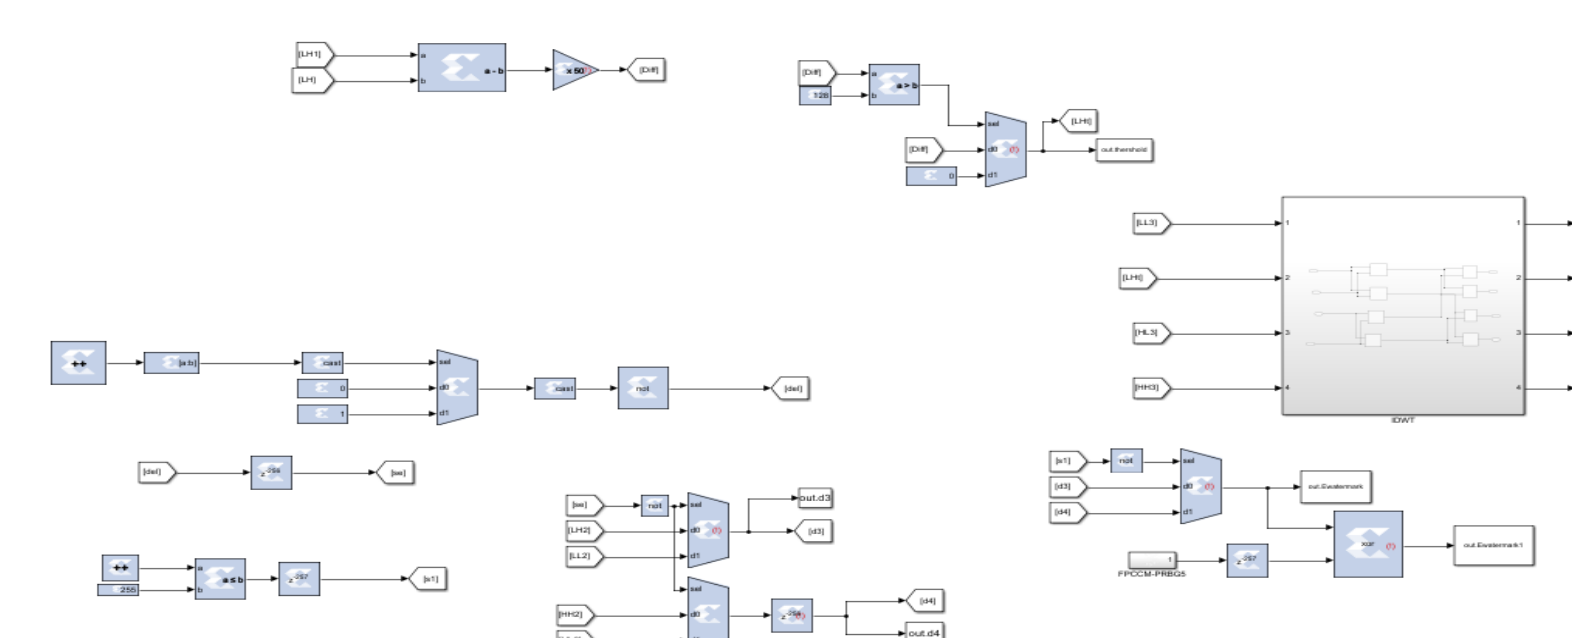 [LH1]
[LH]
a
b
a - b
x 50
[Diff]
[Diff]
128
a
b
a > b
[Diff]
0
sel
d0
d1
[LHt]
out.thershold
[LL3]
[LHt]
[HL3]
[HH3]
1
2
3
4
1
2
3
4
IDWT
++
[a:b]
cast
0
1
sel
d0
d1
cast
not
[del]
[del]
[se]
++
255
a
b
a ≤ b
z-257
[s1]
[se]
[LH2]
[LL2]
not
sel
d0
d1
out.d3
[d3]
[HH2]
sel
d0
[d4]
out.d4
[s1]
[d3]
[d4]
not
sel
d0
d1
out.Ewatermark
1
FPCCM-PRBG5
z-257
xor
out.Ewatermark1